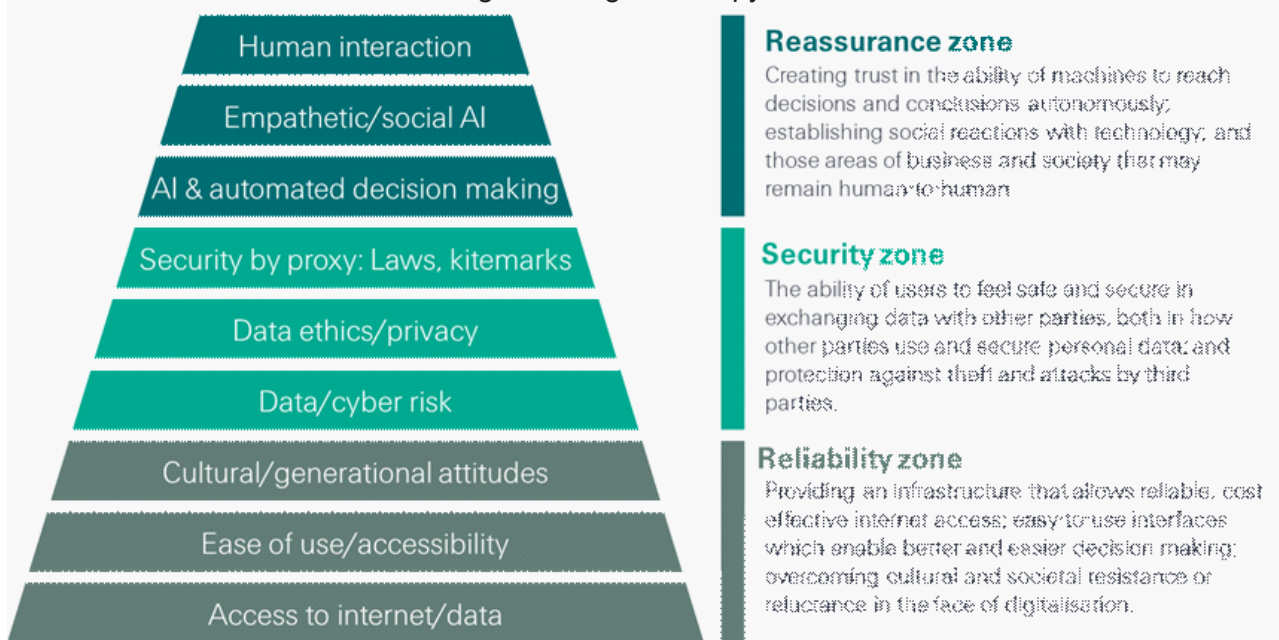 Human interaction
Empathetic/social AI
AI & automated decision making
Security by proxy: Laws, kitemarks
Data ethics/privacy
Data/cyber risk
Cultural/generational attitudes
Ease of use/accessibility
Access to internet/data
Reassurance zone
Creating trust in the ability of machines to reach
decisions and conclusions autonomously;
establishing social reactions with technology; and
those areas of business and society that may
remain human-to-human
Security zone
The ability of users to feel safe and secure in
exchanging data with other parties, both in how
other parties use and secure personal data; and
protection against theft and attacks by third
parties.
Reliability zone
Providing an infrastructure that allows reliable, cost
effective internet access; easy-to-use interfaces
which enable better and easier decision making;
overcoming cultural and societal resistance or
reluctance in the face of digitalisation.